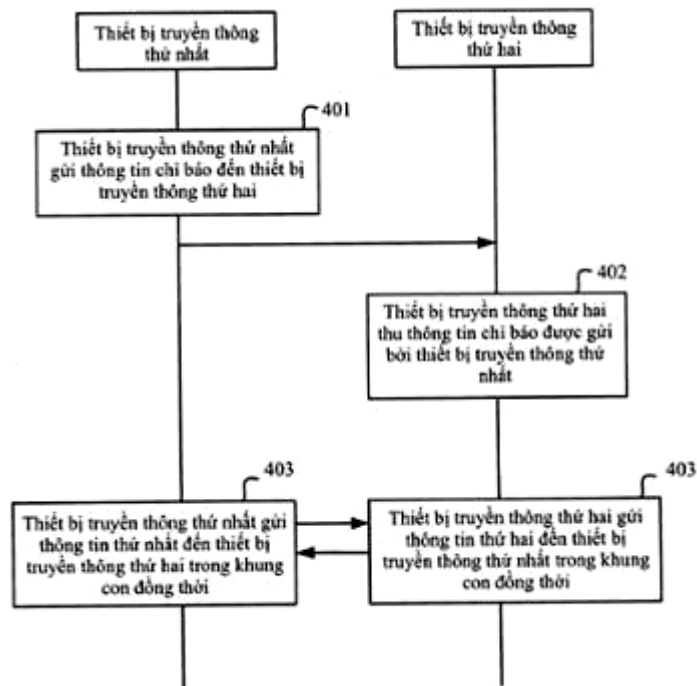 Thiết bị truyền thông
thứ nhất
Thiết bị truyền thông
thứ hai
401
Thiết bị truyền thông thứ nhất
gửi thông tin chỉ báo đến thiết bị
truyền thông thứ hai
402
Thiết bị truyền thông thứ hai
thu thông tin chỉ báo được gửi
bởi thiết bị truyền thông thứ
nhất
403
Thiết bị truyền thông thứ nhất gửi
thông tin thứ nhất đến thiết bị
truyền thông thứ hai trong khung
con đồng thời
403
Thiết bị truyền thông thứ hai gửi
thông tin thứ hai đến thiết bị
truyền thông thứ nhất trong khung
con đồng thời